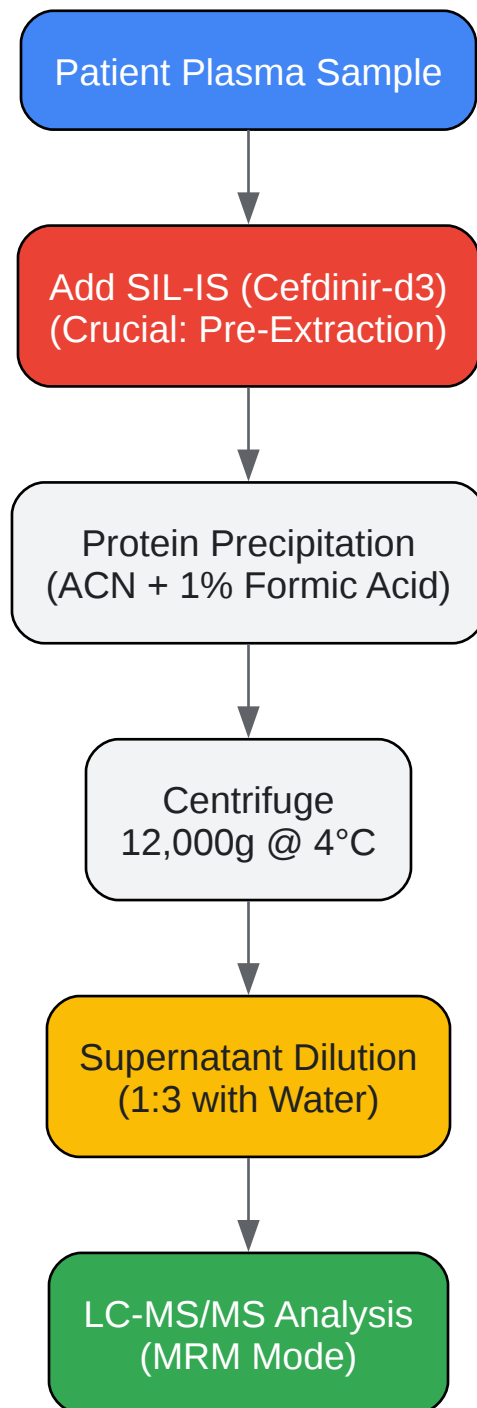 Patient Plasma Sample
Add SIL-IS (Cefdinir-d3)
(Crucial: Pre-Extraction)
Protein Precipitation
(ACN + 1% Formic Acid)
Centrifuge
12,000g @ 4°C
Supernatant Dilution
(1:3 with Water)
LC-MS/MS Analysis
(MRM Mode)